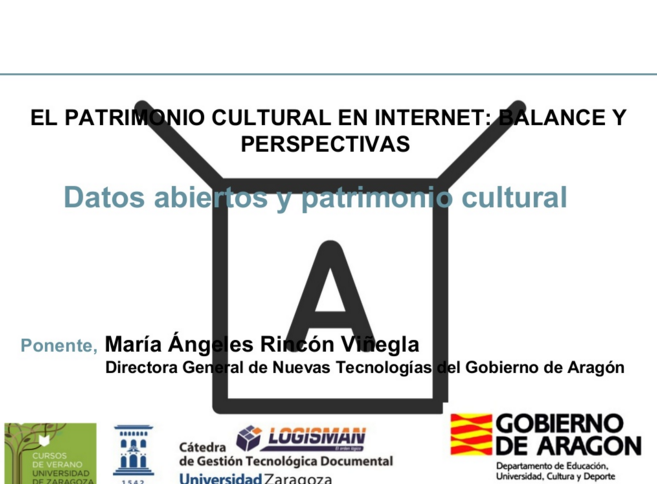 EL PATRIMONIO CULTURAL EN INTERNET: BALANCE Y
PERSPECTIVAS
Datos abiertos y patrimonio cultural
A
Ponente, María Ángeles Rincón Viñegla
Directora General de Nuevas Tecnologías del Gobierno de Aragón
CURSOS
DE VERANO
UNIVERSIDAD
DE ZARAGOZA
1542
Cátedra LOGISMAN
de Gestión Tecnológica Documental
Universidad Zaragoza
GOBIERNO
DE ARAGON
Departamento de Educación,
Universidad, Cultura y Deporte